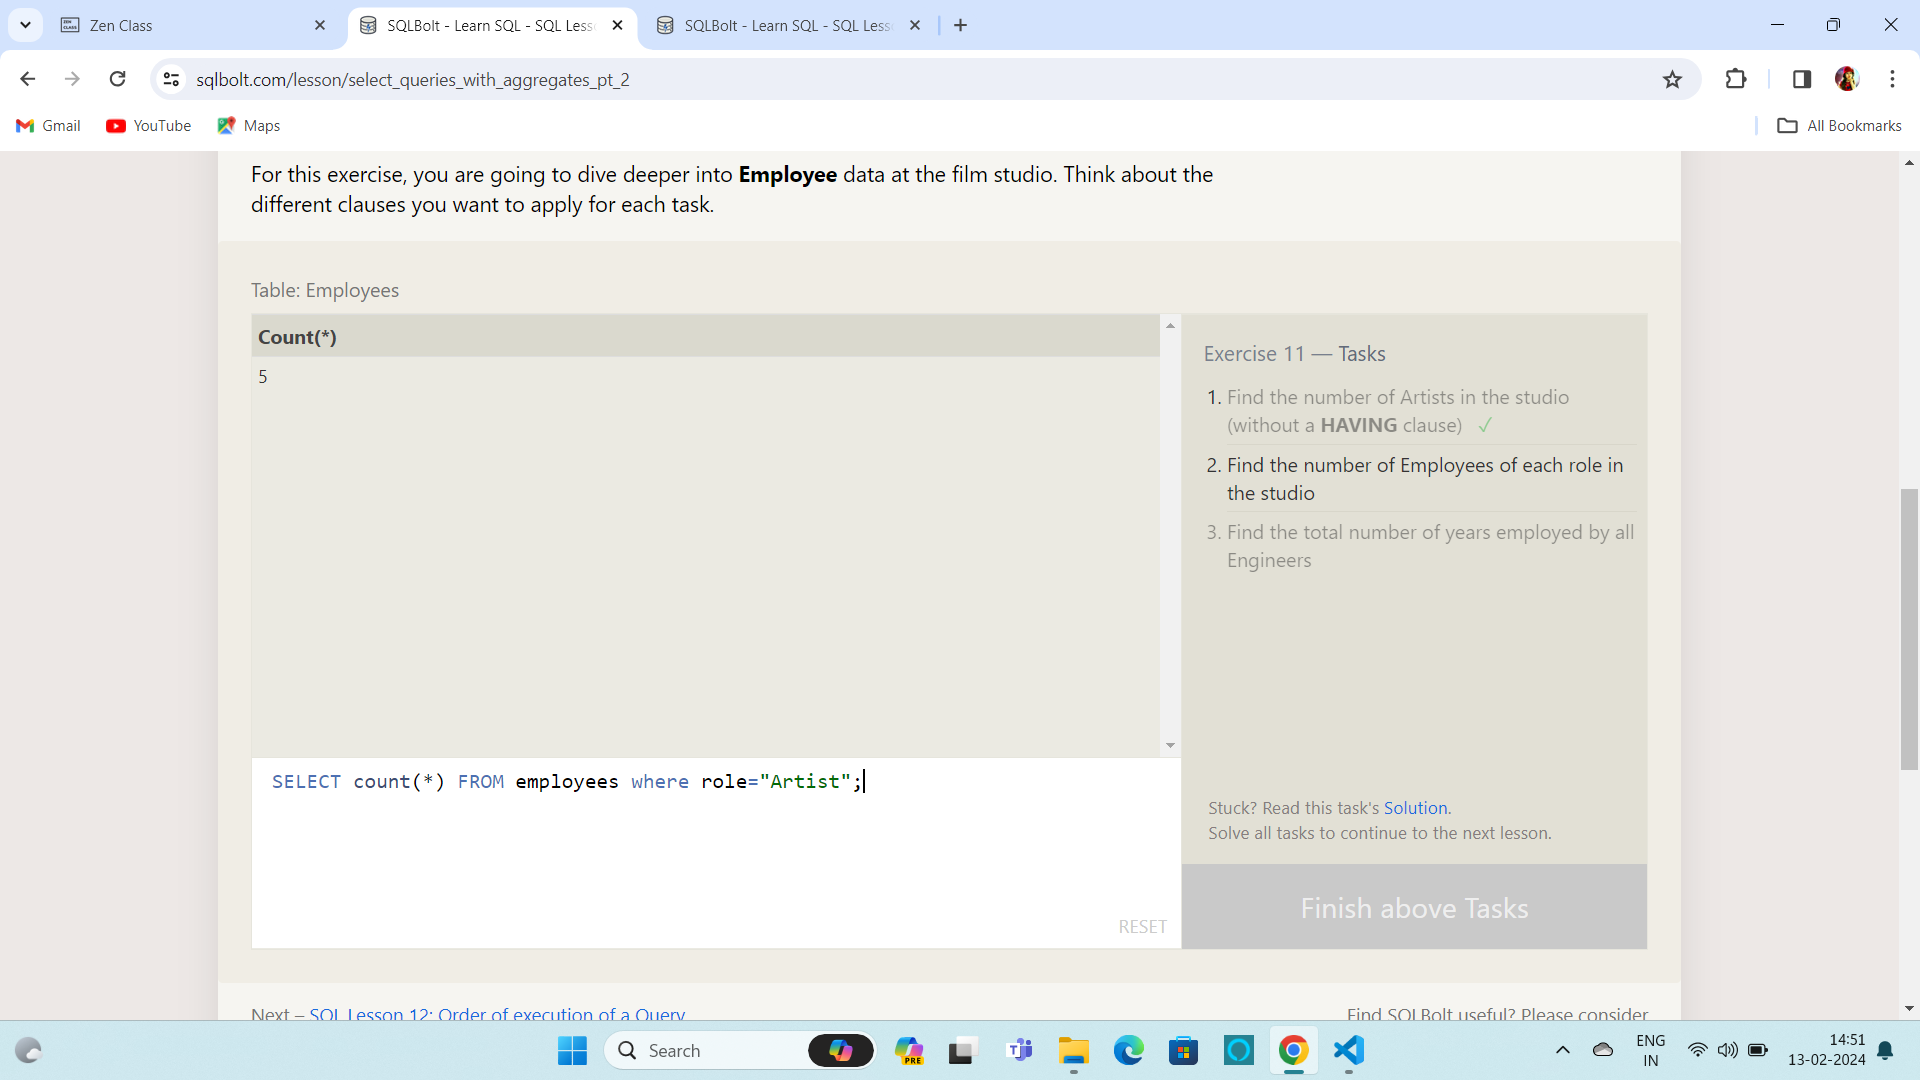 Zen Class
SQLBolt - Learn SQL - SQL Less
SQLBolt - Learn SQL - SQL Less
sqlbolt.com/lesson/select_queries_with_aggregates_pt_2
Gmail
YouTube
Maps
All Bookmarks
For this exercise, you are going to dive deeper into Employee data at the film studio. Think about the
different clauses you want to apply for each task.
Table: Employees
Count(*)
5
Exercise 11 — Tasks
1. Find the number of Artists in the studio
(without a HAVING clause) ✓
2. Find the number of Employees of each role in
the studio
3. Find the total number of years employed by all
Engineers
SELECT count(*) FROM employees where role="Artist";
RESET
Stuck? Read this task's Solution.
Solve all tasks to continue to the next lesson.
Finish above Tasks
Next – SQL Lesson 12: Order of execution of a Query
Find SQLBolt useful? Please consider
Search
PRE
ENG
IN
14:51
13-02-2024